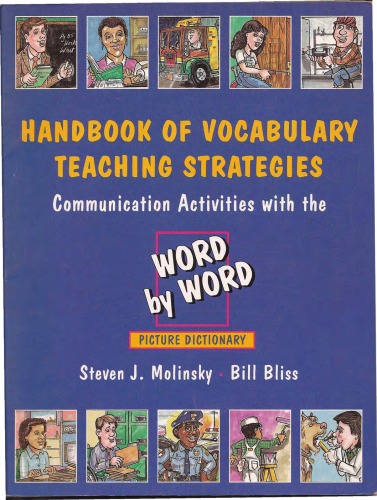 HANDBOOK OF VOCABULARY
TEACHING STRATEGIES
Communication Activities with the
WORD
by WORD
PICTURE DICTIONARY
Steven J. Molinsky · Bill Bliss